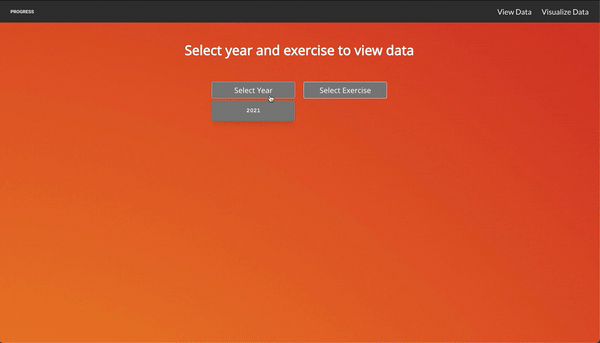 PROGRESS
View Data Visualize Data
Select year and exercise to view data
Select Year Select Exercise
2021